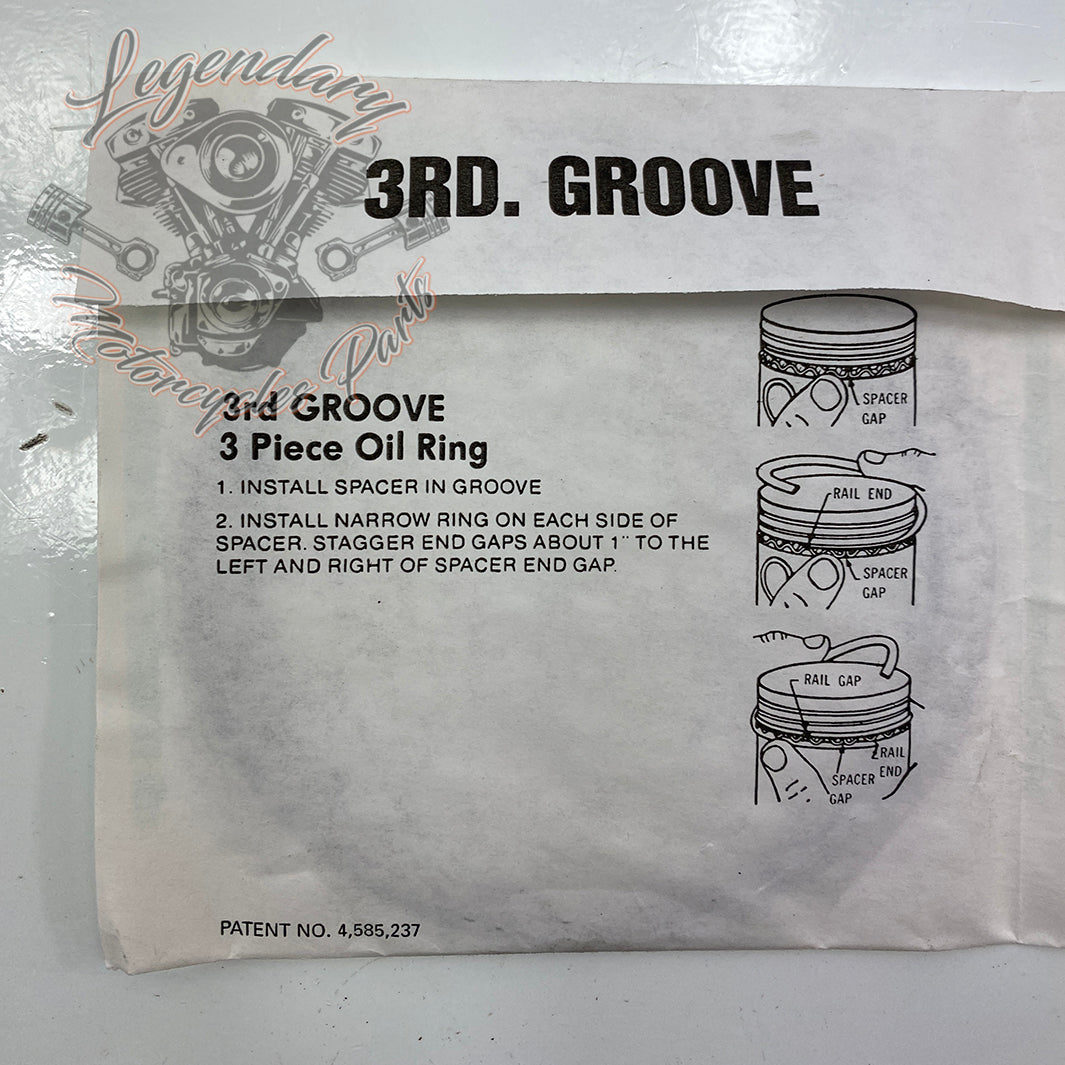 Legendary
Motorcycles Parts
3RD. GROOVE
3rd GROOVE
3 Piece Oil Ring
1. INSTALL SPACER IN GROOVE
2. INSTALL NARROW RING ON EACH SIDE OF
SPACER. STAGGER END GAPS ABOUT 1" TO THE
LEFT AND RIGHT OF SPACER END GAP.
SPACER
GAP
RAIL END
SPACER
GAP
RAIL GAP
RAIL
END
SPACER
GAP
PATENT NO. 4,585,237